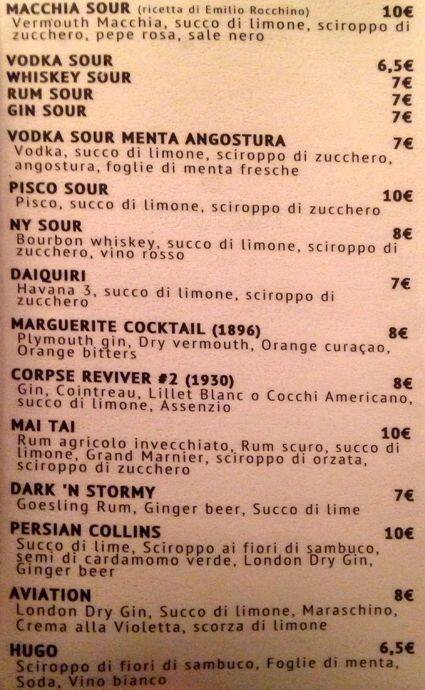 MACCHIA SOUR (ricetta di Emilio Rocchino) 10€
Vermouth Macchia, succo di limone, sciroppo di
zucchero, pepe rosa, sale nero
VODKA SOUR 6,5€
WHISKEY SOUR 7€
RUM SOUR 7€
GIN SOUR 7€
VODKA SOUR MENTA ANGOSTURA 7€
Vodka, succo di limone, sciroppo di zucchero,
angostura, foglie di menta fresche
PISCO SOUR 10€
Pisco, succo di limone, sciroppo di zucchero
NY SOUR 8€
Bourbon whiskey, succo di limone, sciroppo di
zucchero, vino rosso
DAIQUIRI 7€
Havana 3, succo di limone, sciroppo di
zucchero
MARGUERITE COCKTAIL (1896) 8€
Plymouth gin, Dry vermouth, Orange curaçao,
Orange bitters
CORPSE REVIVER #2 (1930) 8€
Gin, Cointreau, Lillet Blanc o Cocchi Americano,
succo di limone, Assenzio
MAI TAI 10€
Rum agricolo invecchiato, Rum scuro, succo di
limone, Grand Marnier, sciroppo di orzata,
sciroppo di zucchero
DARK 'N STORMY 7€
Goesling Rum, Ginger beer, Succo di lime
PERSIAN COLLINS 10€
Succo di lime, Sciroppo ai fiori di sambuco,
semi di cardamomo verde, London Dry Gin,
Ginger beer
AVIATION 8€
London Dry Gin, Succo di limone, Maraschino,
Crema alla Violetta, scorza di limone
HUGO 6,5€
Sciroppo di fiori di sambuco, Foglie di menta,
Soda, Vino bianco